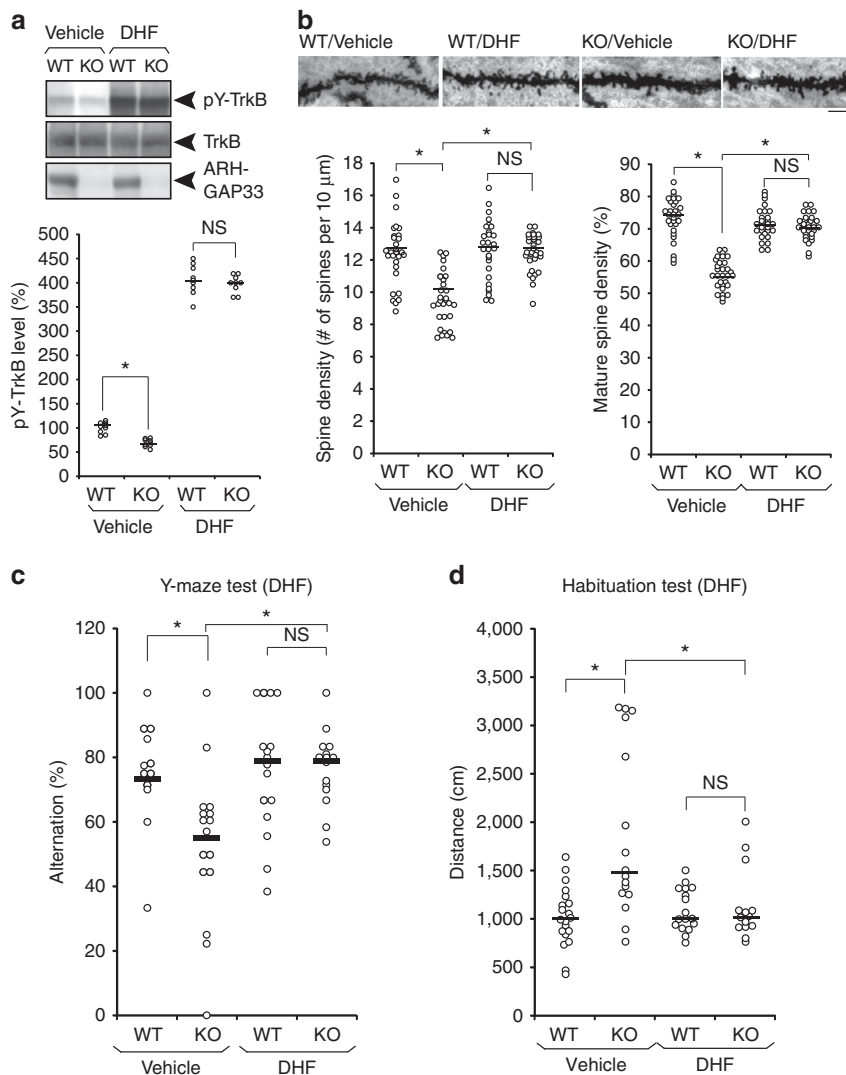 a
Vehicle DHF
WT KO WT KO
pY-TrkB
TrkB
ARH-
GAP33
500
450
400
350
300
250
200
150
100
50
0
pY-TrkB level (%)
NS
*
WT KO WT KO
Vehicle DHF
b
WT/Vehicle WT/DHF KO/Vehicle KO/DHF
18
16
14
12
10
8
6
4
2
0
Spine density (# of spines per 10 μm)
*
*
NS
WT KO WT KO
Vehicle DHF
90
80
70
60
50
40
30
20
10
0
Mature spine density (%)
*
*
NS
WT KO WT KO
Vehicle DHF
c
Y-maze test (DHF)
120
100
80
60
40
20
0
Alternation (%)
*
*
NS
WT KO WT KO
Vehicle DHF
d
Habituation test (DHF)
4,000
3,500
3,000
2,500
2,000
1,500
1,000
500
0
Distance (cm)
*
*
NS
WT KO WT KO
Vehicle DHF